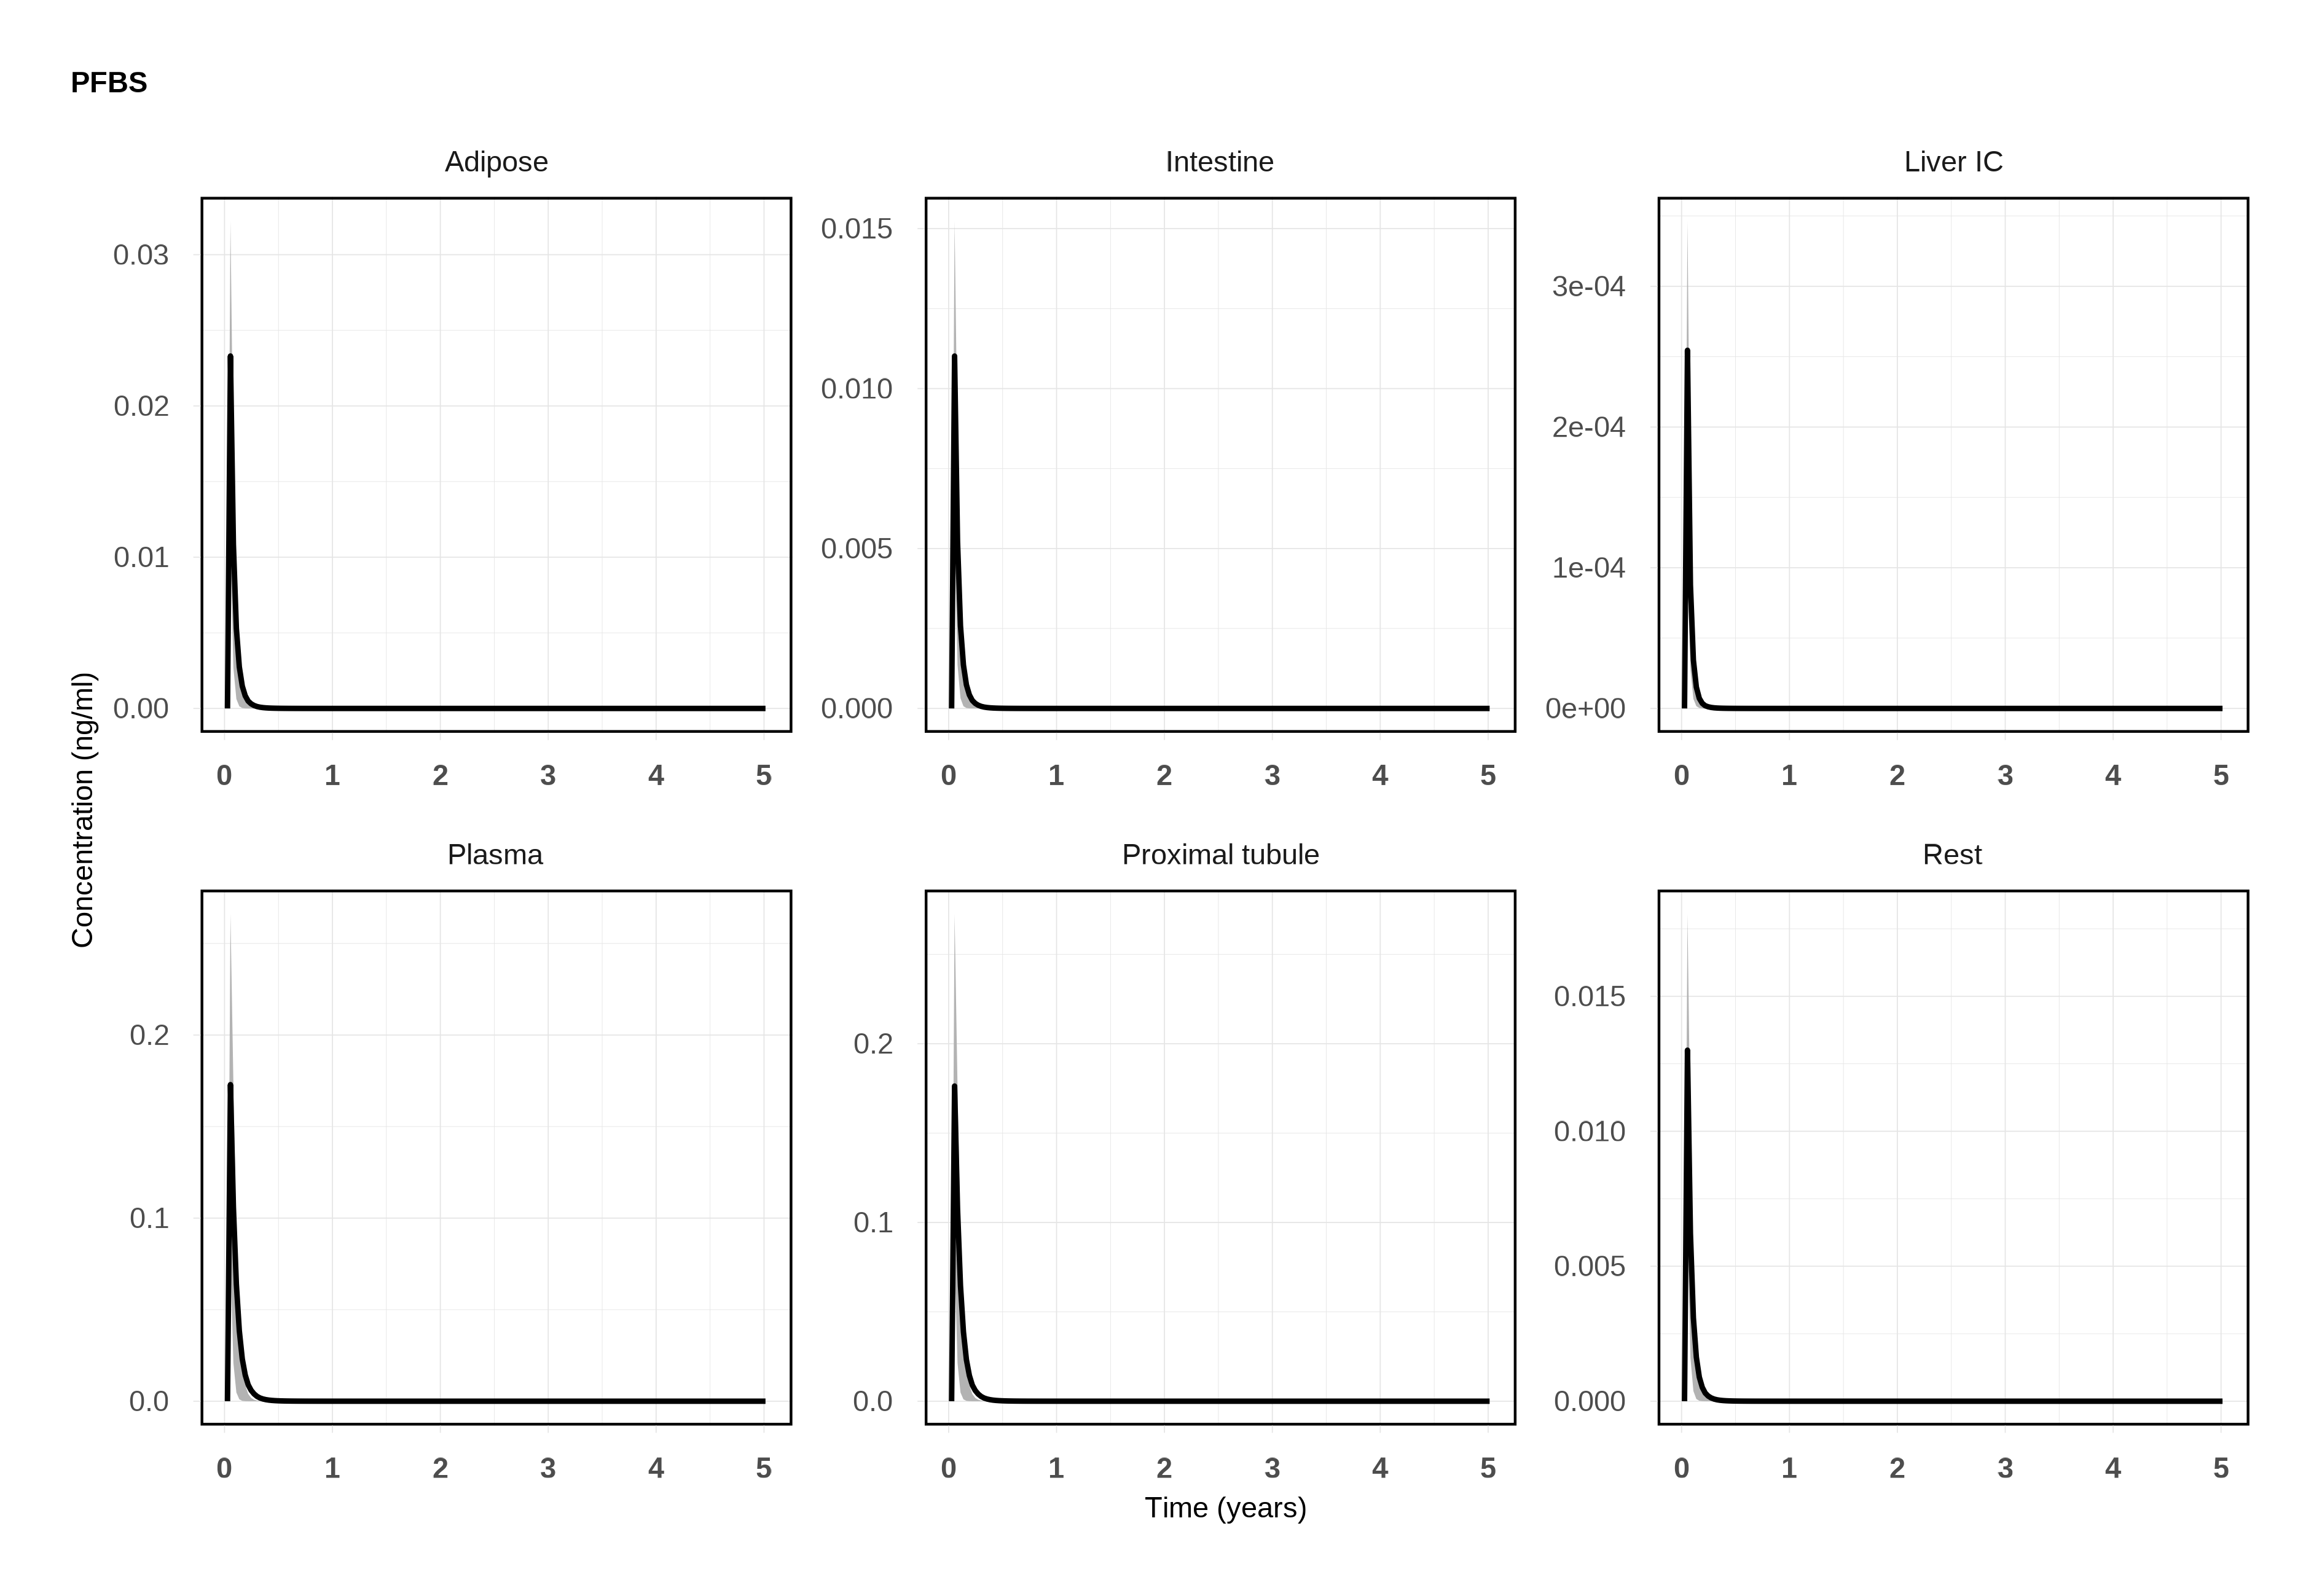 PFBS
Adipose Intestine Liver IC
0.03 0.02 0.01 0.00
0.015 0.010 0.005 0.000
3e-04 2e-04 1e-04 0e+00
0 1 2 3 4 5 0 1 2 3 4 5 0 1 2 3 4 5
Concentration (ng/ml)
Plasma Proximal tubule Rest
0.2 0.1 0.0
0.2 0.1 0.0
0.015 0.010 0.005 0.000
0 1 2 3 4 5 0 1 2 3 4 5 0 1 2 3 4 5
Time (years)